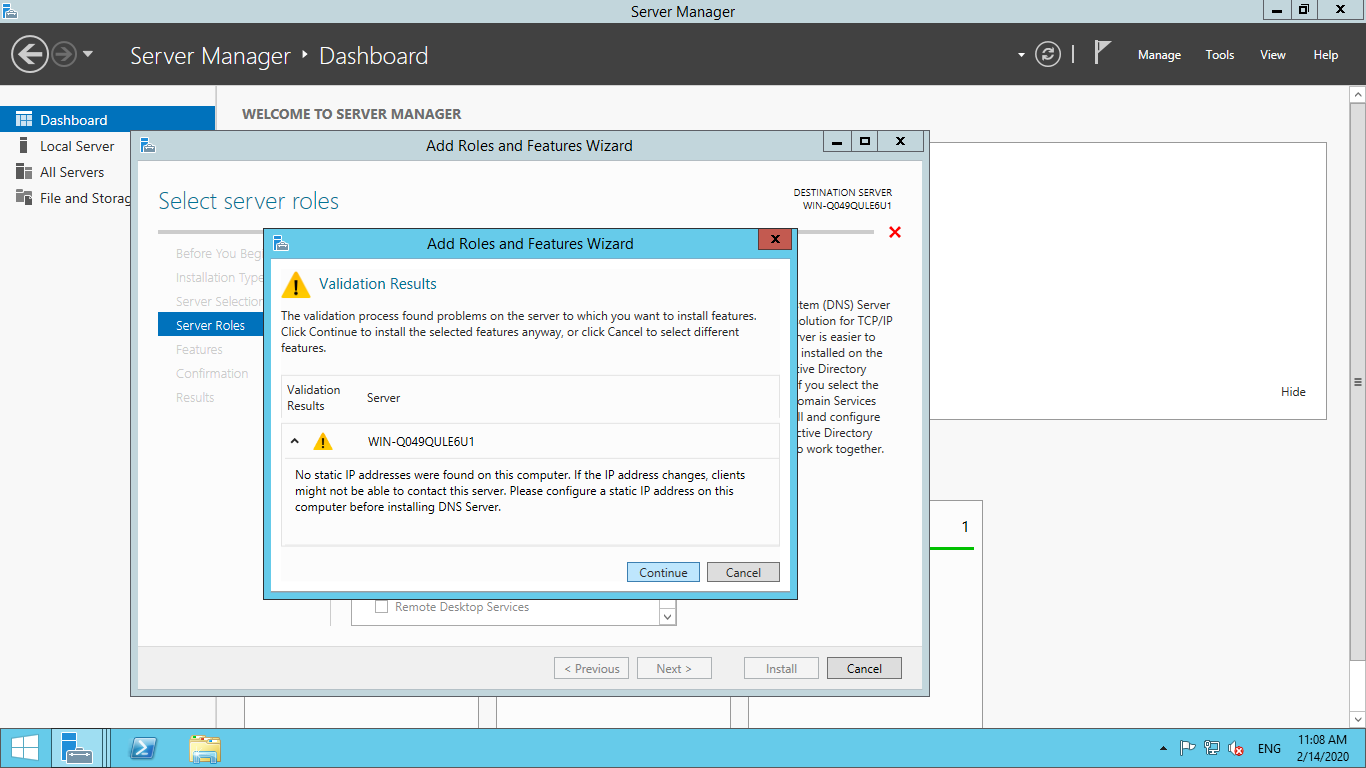 Server Manager
Server Manager ‣ Dashboard
Manage Tools View Help
Dashboard
Local Server
All Servers
File and Storag
WELCOME TO SERVER MANAGER
Add Roles and Features Wizard
Select server roles
DESTINATION SERVER
WIN-Q049QULE6U1
Before You Begi
Installation Type
Server Selection
Server Roles
Features
Confirmation
Results
Add Roles and Features Wizard
Validation Results
The validation process found problems on the server to which you want to install features.
Click Continue to install the selected features anyway, or click Cancel to select different
features.
Validation
Results
Server
WIN-Q049QULE6U1
No static IP addresses were found on this computer. If the IP address changes, clients
might not be able to contact this server. Please configure a static IP address on this
computer before installing DNS Server.
Continue Cancel
tem (DNS) Server
olution for TCP/IP
rver is easier to
installed on the
tive Directory
f you select the
omain Services
ll and configure
ctive Directory
o work together.
Remote Desktop Services
< Previous Next > Install Cancel
Hide
1
ENG
11:08 AM
2/14/2020